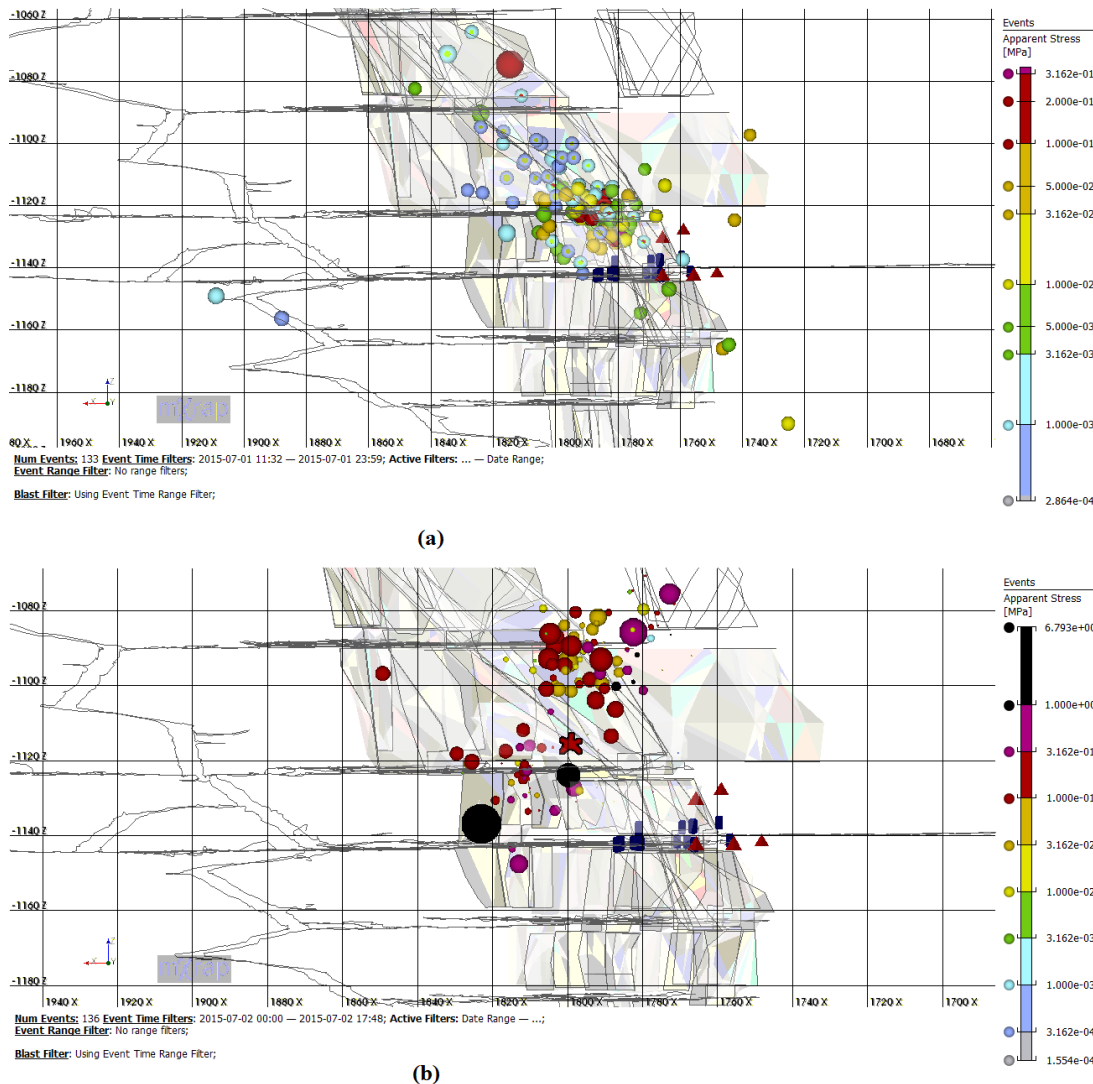 -1060 Z
-1080 Z
-1100 Z
-1120 Z
-1140 Z
-1160 Z
-1180 Z
80 X 1960 X 1940 X 1920 X 1900 X 1880 X 1860 X 1840 X 1820 X 1800 X 1780 X 1760 X 1740 X 1720 X 1700 X 1680 X
Num Events: 133 Event Time Filters: 2015-07-01 11:32 — 2015-07-01 23:59; Active Filters: ... — Date Range;
Event Range Filter: No range filters;
Blast Filter: Using Event Time Range Filter;
Events
Apparent Stress
[MPa]
3.162e-01
2.000e-01
1.000e-01
5.000e-02
3.162e-02
1.000e-02
5.000e-03
3.162e-03
1.000e-03
2.864e-04
(a)
-1080 Z
-1100 Z
-1120 Z
-1140 Z
-1160 Z
-1180 Z
1940 X 1920 X 1900 X 1880 X 1860 X 1840 X 1820 X 1800 X 1780 X 1760 X 1740 X 1720 X 1700 X
Num Events: 136 Event Time Filters: 2015-07-02 00:00 — 2015-07-02 17:48; Active Filters: Date Range — ...;
Event Range Filter: No range filters;
Blast Filter: Using Event Time Range Filter;
Events
Apparent Stress
[MPa]
6.793e+00
1.000e+00
3.162e-01
1.000e-01
3.162e-02
1.000e-02
3.162e-03
1.000e-03
3.162e-04
1.554e-04
(b)